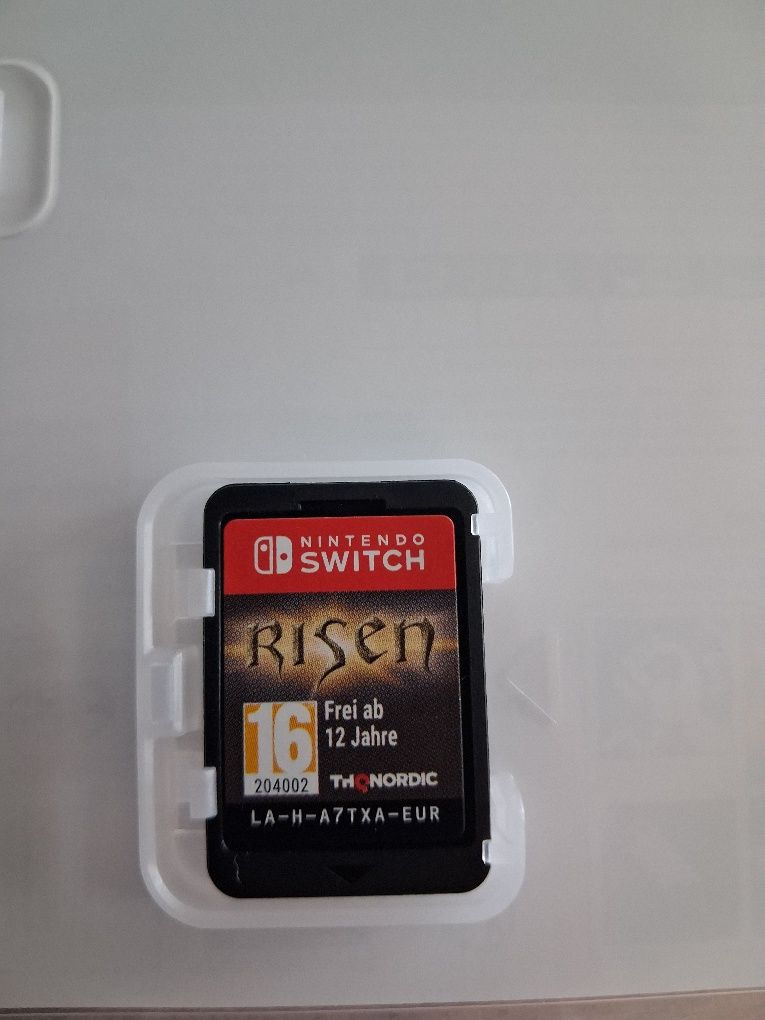 NINTENDO
SWITCH
RISEN
16
204002
Frei ab
12 Jahre
THQNORDIC
LA-H-A7TXA-EUR